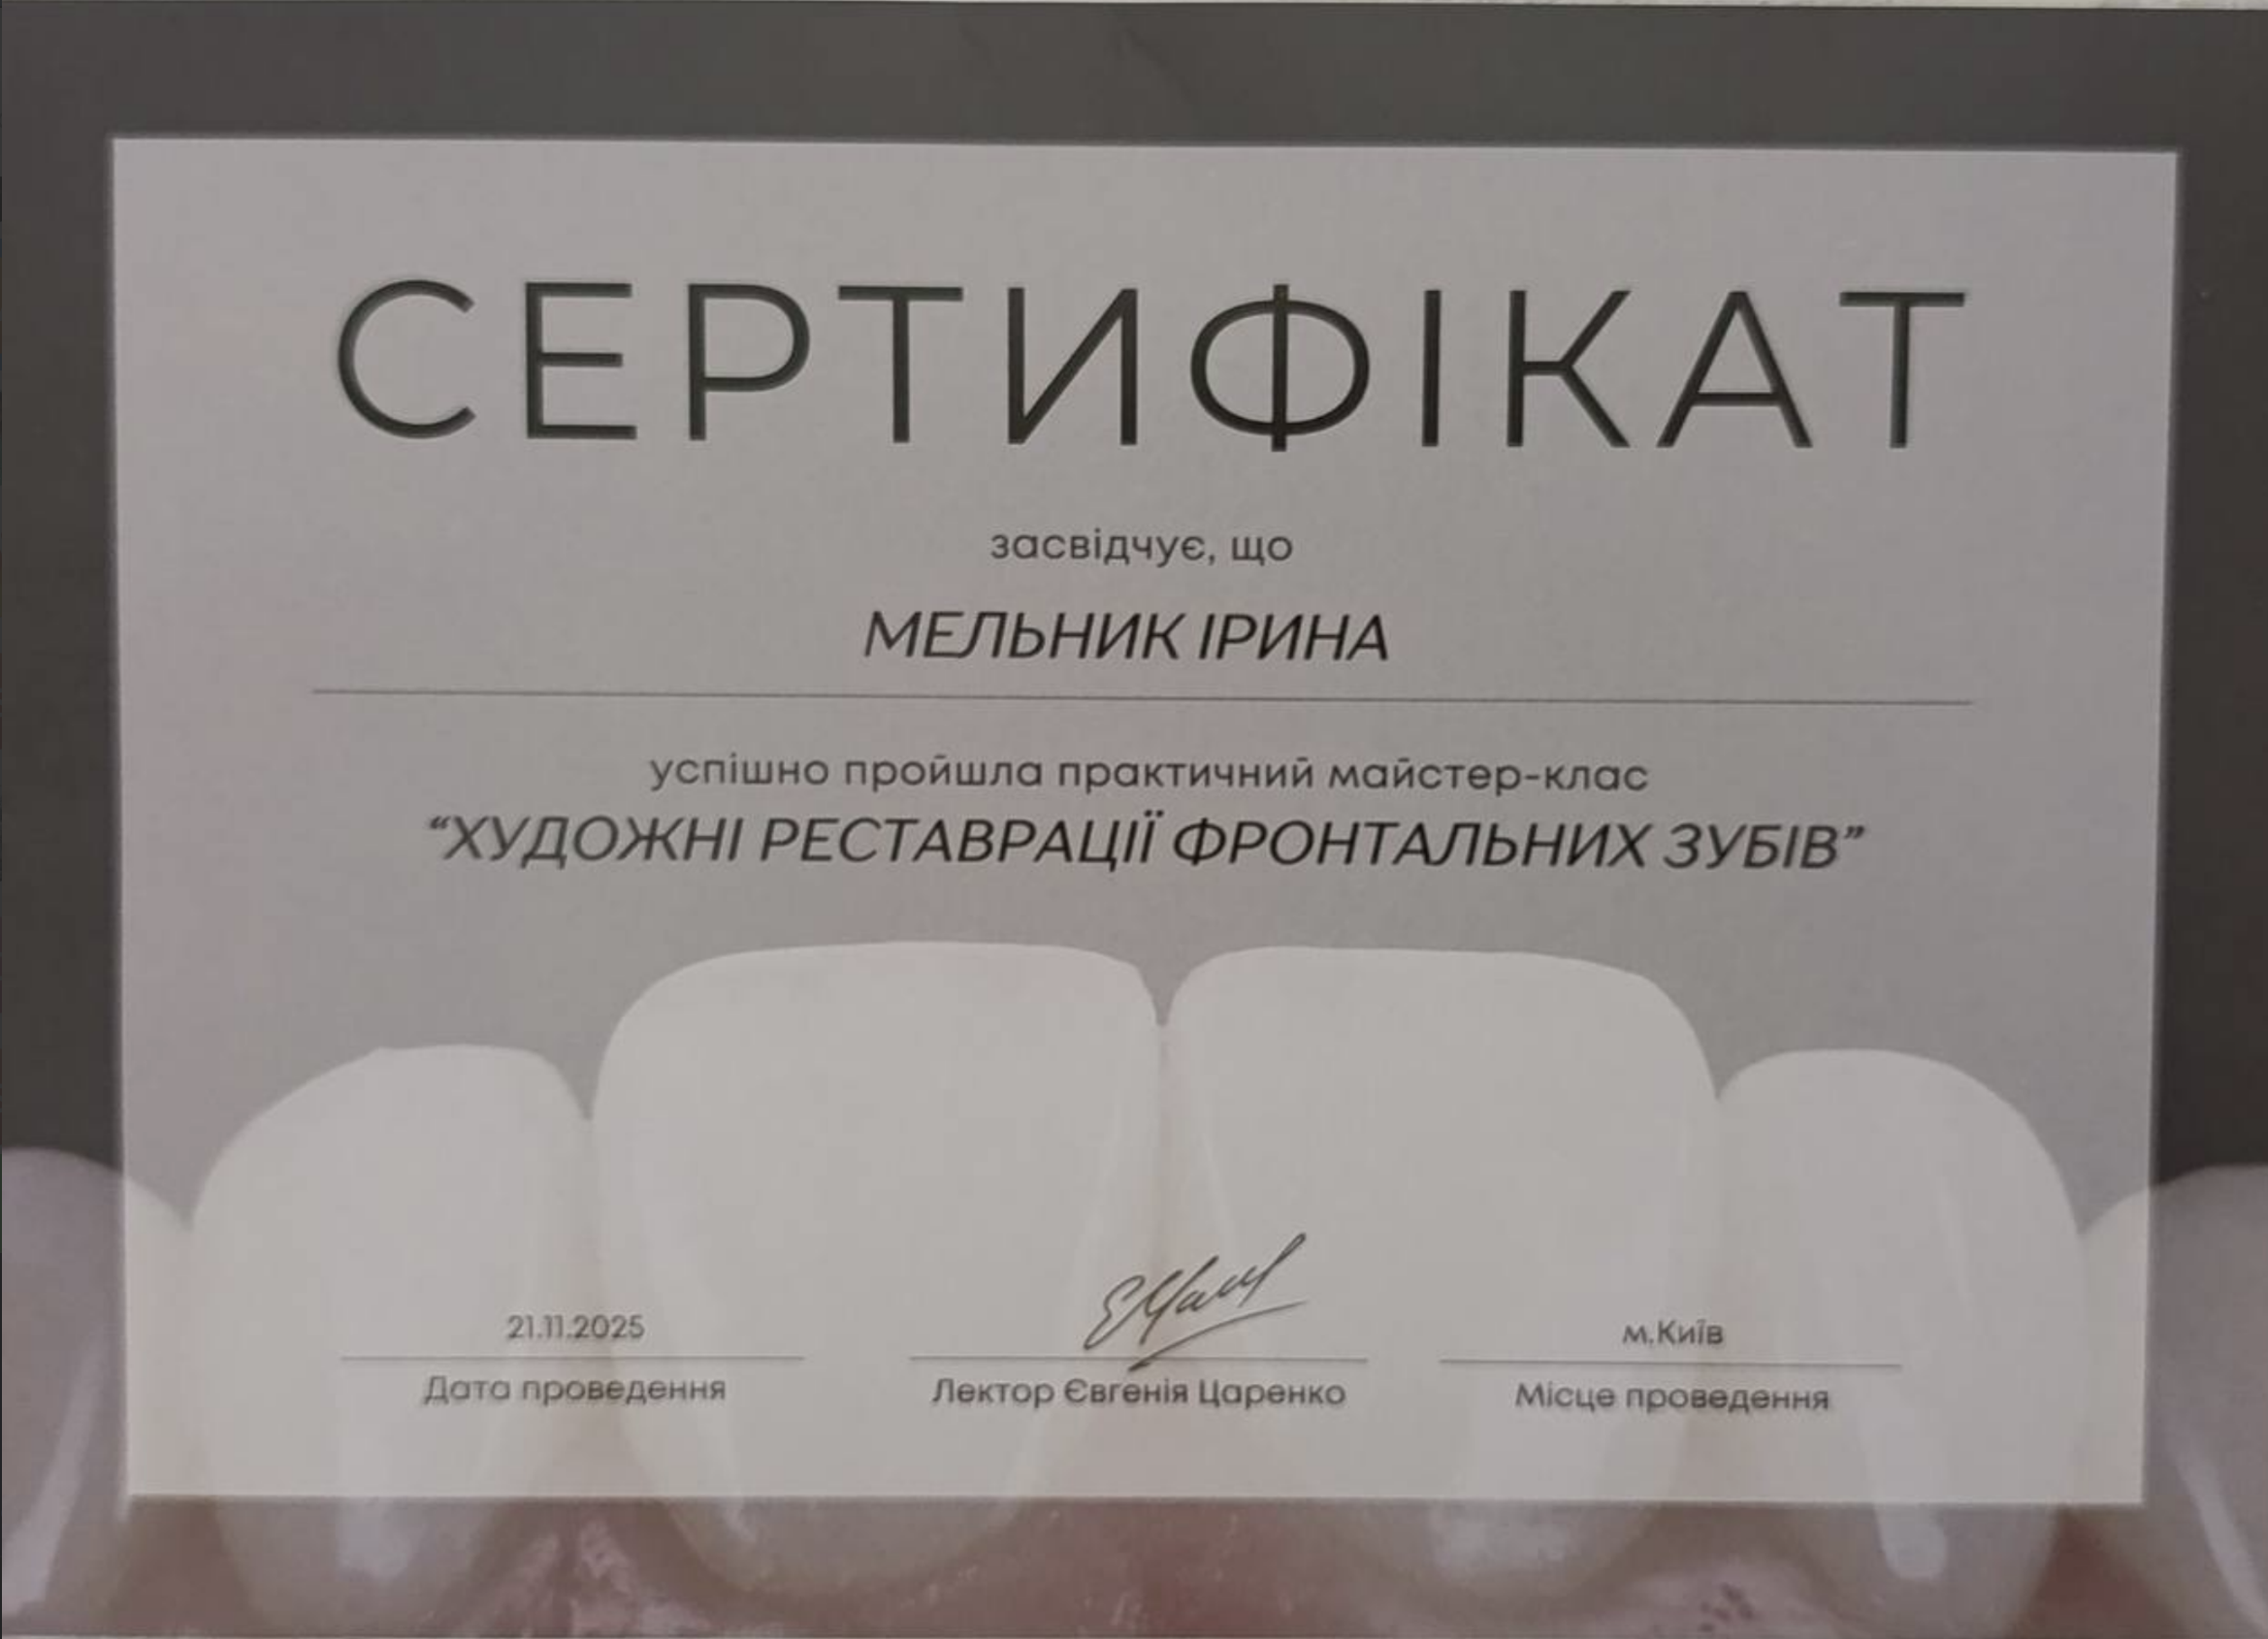 СЕРТИФІКАТ
засвідчує, що
МЕЛЬНИК ІРИНА
успішно пройшла практичний майстер-клас
“ХУДОЖНІ РЕСТАВРАЦІЇ ФРОНТАЛЬНИХ ЗУБІВ”
21.11.2025
Дата проведення
Лектор Євгенія Царенко
м.Київ
Місце проведення